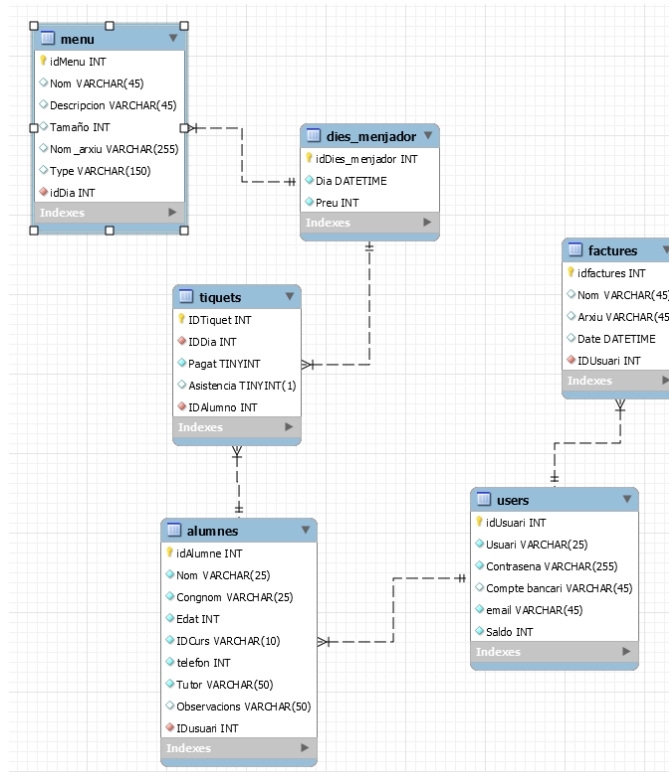 menu
idMenu INT
Nom VARCHAR(45)
Descripcion VARCHAR(45)
Tamaño INT
Nom_arxiu VARCHAR(255)
Type VARCHAR(150)
idDia INT
Indexes
dies_menjador
idDies_menjador INT
Dia DATETIME
Preu INT
Indexes
factures
idfactures INT
Nom VARCHAR(45)
Arxiu VARCHAR(45
Date DATETIME
IDUsuari INT
Indexes
tiquets
IDTiquet INT
IDDia INT
Pagat TINYINT
Asistencia TINYINT(1)
IDAlumno INT
Indexes
alumnes
idAlumne INT
Nom VARCHAR(25)
Congnom VARCHAR(25)
Edat INT
IDCurs VARCHAR(10)
telefon INT
Tutor VARCHAR(50)
Observacions VARCHAR(50)
IDusuari INT
Indexes
users
idUsuari INT
Usuari VARCHAR(25)
Contrasena VARCHAR(255)
Compte bancari VARCHAR(45)
email VARCHAR(45)
Saldo INT
Indexes